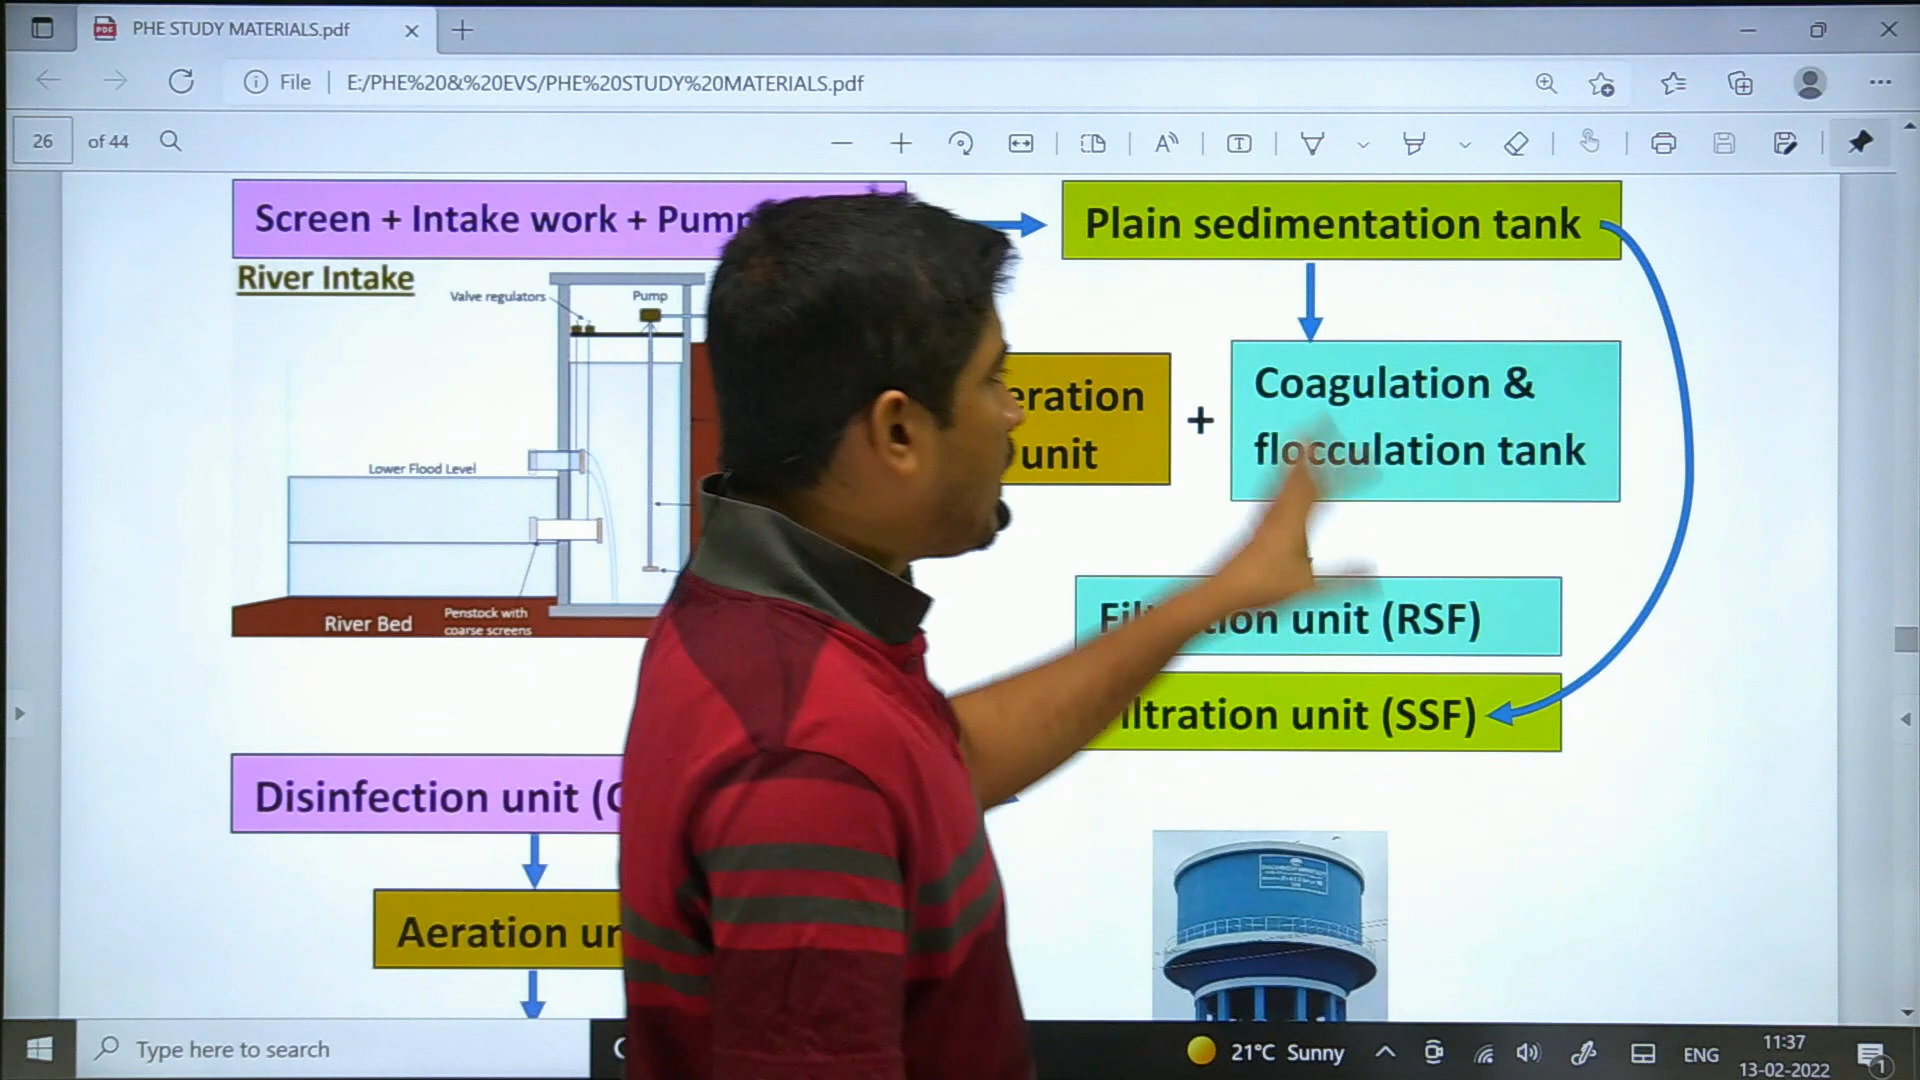 PHE STUDY MATERIALS.pdf
File
E:/PHE%20&%20EVS/PHE%20STUDY%20MATERIALS.pdf
26 of 44
Screen + Intake work + Pump
Plain sedimentation tank
River Intake
Valve regulators
Pump
eration
unit
+
Coagulation &
flocculation tank
Lower Flood Level
River Bed
Penstock with
coarse screens
unit (RSF)
iltration unit (SSF)
Disinfection unit (
Aeration
Type here to search
21°C Sunny
ENG
11:37
13-02-2022
1